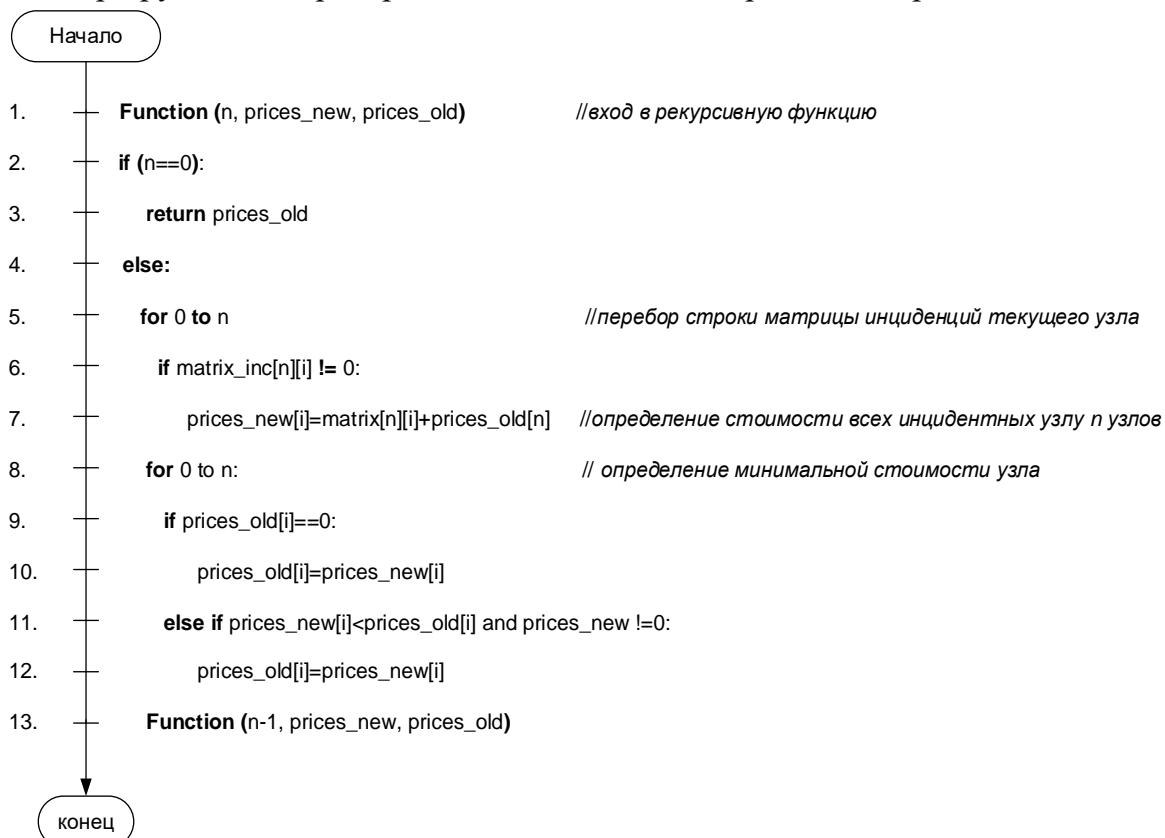 Начало
1. Function (n, prices_new, prices_old) //вход в рекурсивную функцию
2. if (n==0):
3. return prices_old
4. else:
5. for 0 to n //перебор строки матрицы инциденций текущего узла
6. if matrix_inc[n][i] != 0:
7. prices_new[i]=matrix[n][i]+prices_old[n] //определение стоимости всех инцидентных узлу n узлов
8. for 0 to n: // определение минимальной стоимости узла
9. if prices_old[i]==0:
10. prices_old[i]=prices_new[i]
11. else if prices_new[i]<prices_old[i] and prices_new !=0:
12. prices_old[i]=prices_new[i]
13. Function (n-1, prices_new, prices_old)
конец